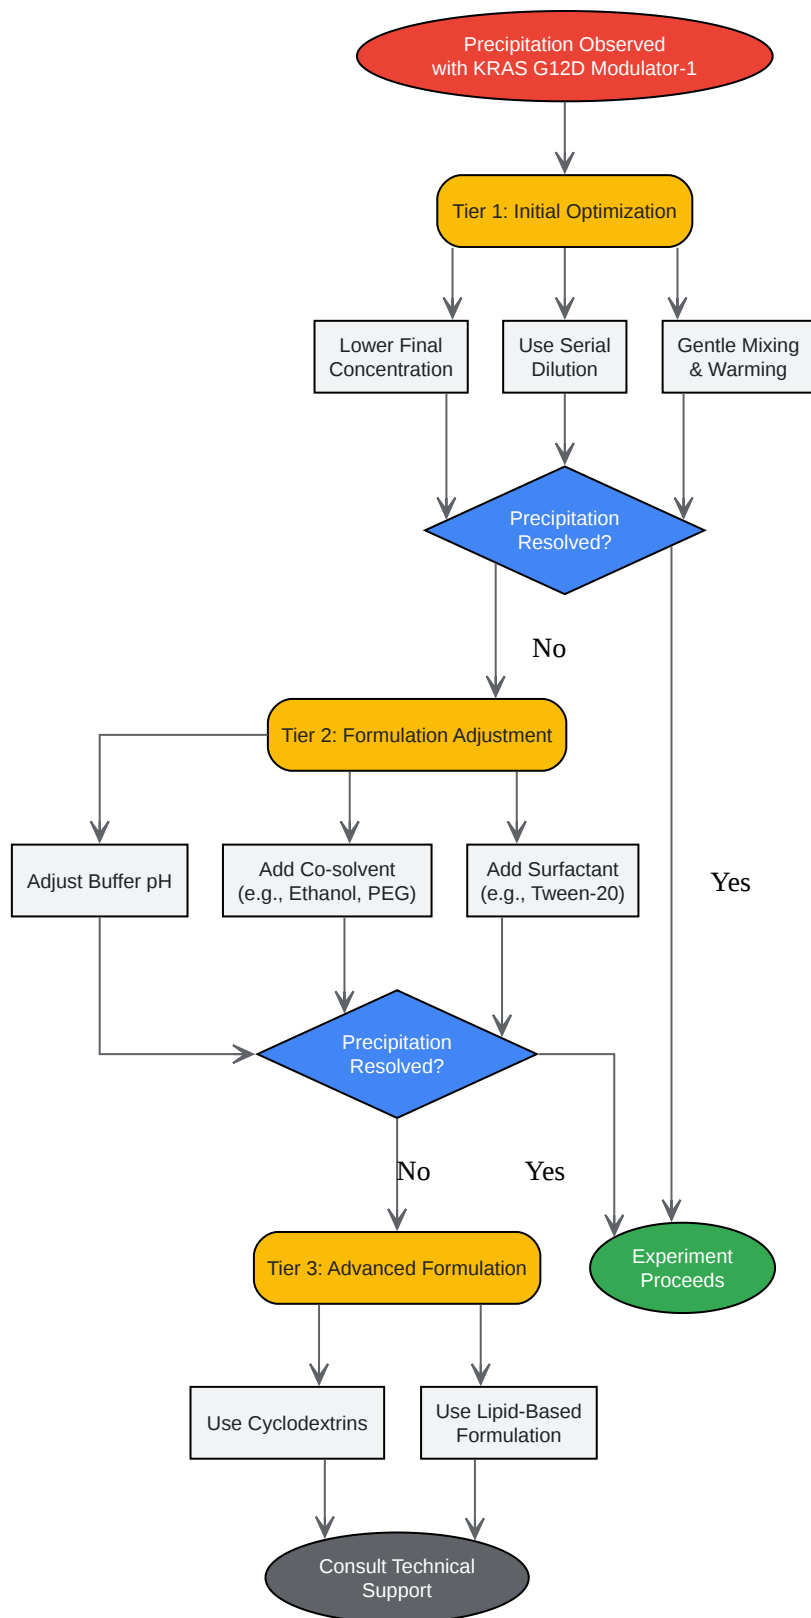 Precipitation Observed
with KRAS G12D Modulator-1
Tier 1: Initial Optimization
Lower Final
Concentration
Use Serial
Dilution
Gentle Mixing
& Warming
Precipitation
Resolved?
No
Tier 2: Formulation Adjustment
Adjust Buffer pH
Add Co-solvent
(e.g., Ethanol, PEG)
Add Surfactant
(e.g., Tween-20)
Yes
Precipitation
Resolved?
No
Yes
Tier 3: Advanced Formulation
Experiment
Proceeds
Use Cyclodextrins
Use Lipid-Based
Formulation
Consult Technical
Support